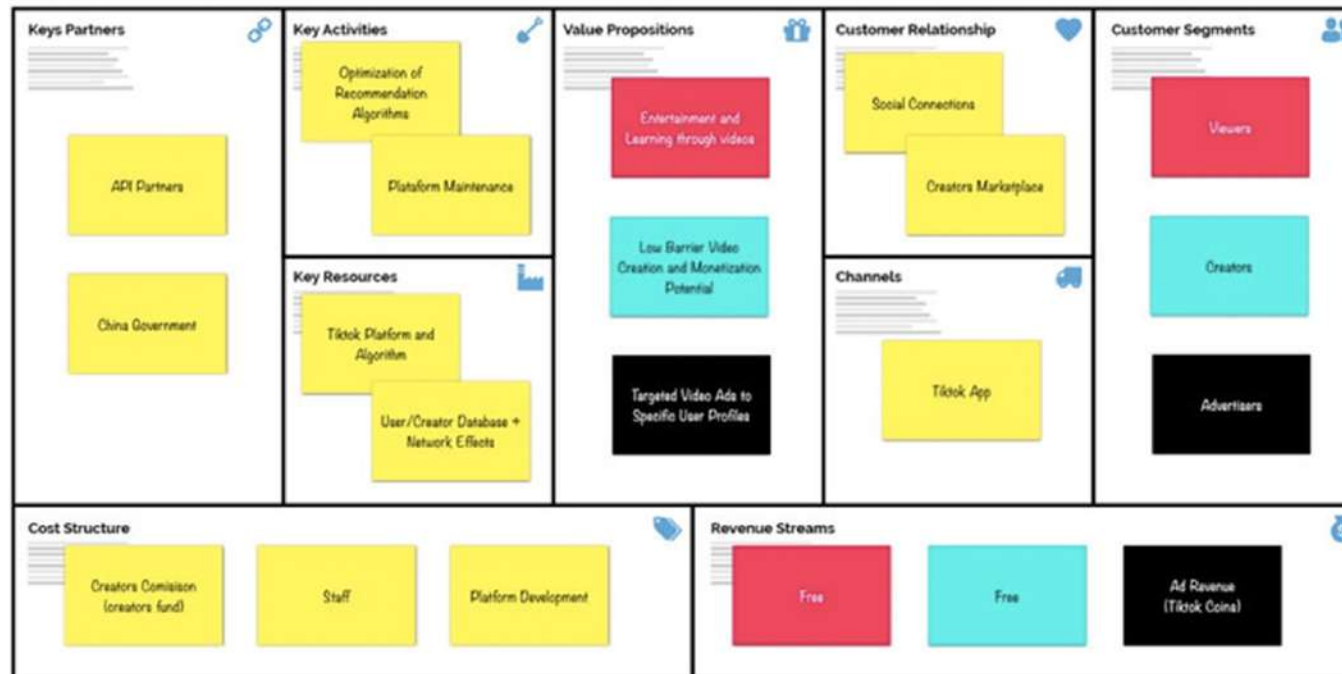 Keys Partners
API Partners
China Government
Key Activities
Optimization of
Recommendation
Algorithms
Plataform Maintenance
Key Resources
Tiktok Platform and
Algorithm
User/Creator Database +
Network Effects
Value Propositions
Entertainment and
Learning through videos
Low Barrier Video
Creation and Monetization
Potential
Targeted Video Ads to
Specific User Profiles
Customer Relationship
Social Connections
Creators Marketplace
Channels
Tiktok App
Customer Segments
Viewers
Creators
Advertisers
Cost Structure
Creators Comisison
(creators fund)
Staff
Platform Development
Revenue Streams
Free
Free
Ad Revenue
(Tiktok Coins)